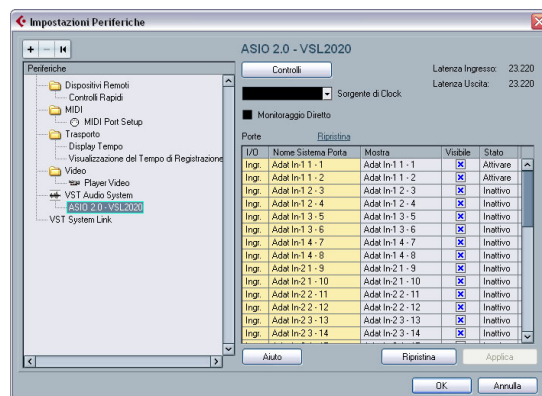 Impostazioni Periferiche
Periferiche
Dispositivi Remoti
Controlli Rapidi
MIDI
MIDI Port Setup
Trasporto
Display Tempo
Visualizzazione del Tempo di Registrazione
Video
Player Video
VST Audio System
ASIO 2.0 - VSL2020
VST System Link
ASIO 2.0 - VSL2020
Controlli
Latenza Ingresso: 23.220
Latenza Uscita: 23.220
Sorgente di Clock
Monitoraggio Diretto
Porte Ripristina
I/O Nome Sistema Porta Mostra Visibile Stato
Ingr. Adat In-1 1 - 1 Adat In-1 1 - 1 Attivare
Ingr. Adat In-1 1 - 2 Adat In-1 1 - 2 Attivare
Ingr. Adat In-1 2 - 3 Adat In-1 2 - 3 Inattivo
Ingr. Adat In-1 2 - 4 Adat In-1 2 - 4 Inattivo
Ingr. Adat In-1 3 - 5 Adat In-1 3 - 5 Inattivo
Ingr. Adat In-1 3 - 6 Adat In-1 3 - 6 Inattivo
Ingr. Adat In-1 4 - 7 Adat In-1 4 - 7 Inattivo
Ingr. Adat In-1 4 - 8 Adat In-1 4 - 8 Inattivo
Ingr. Adat In-2 1 - 9 Adat In-2 1 - 9 Inattivo
Ingr. Adat In-2 1 - 10 Adat In-2 1 - 10 Inattivo
Ingr. Adat In-2 2 - 11 Adat In-2 2 - 11 Inattivo
Ingr. Adat In-2 2 - 12 Adat In-2 2 - 12 Inattivo
Ingr. Adat In-2 3 - 13 Adat In-2 3 - 13 Inattivo
Ingr. Adat In-2 3 - 14 Adat In-2 3 - 14 Inattivo
Aiuto Ripristina Applica
OK Annulla